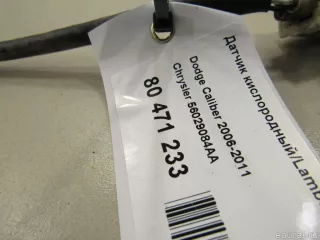 Датчик кислородный/Lamb
Dodge Caliber 2006-2011
Chrysler 56029084AA
80 471 233